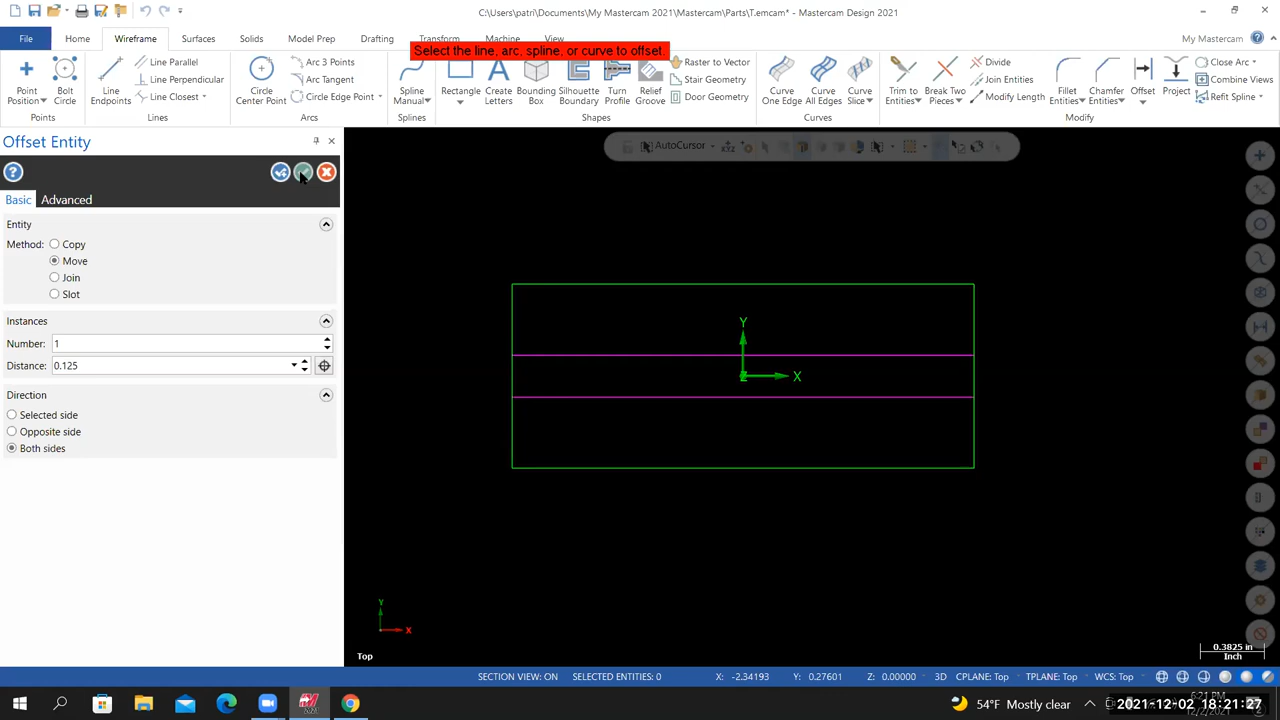 C:\Users\patri\Documents\My Mastercam 2021\Mastercam\Parts\T.emcam* - Mastercam Design 2021
File
Home
Wireframe
Surfaces
Solids
Model Prep
Drafting
Transform
Machine
View
My Mastercam
Select the line, arc, spline, or curve to offset.
Point Position
Bolt Circle
Points
Line Endpoints
Line Parallel
Line Perpendicular
Line Closest
Lines
Circle Center Point
Arc 3 Points
Arc Tangent
Circle Edge Point
Arcs
Spline Manual
Splines
Rectangle
Create Letters
Bounding Box
Silhouette Boundary
Turn Profile
Relief Groove
Raster to Vector
Stair Geometry
Door Geometry
Shapes
Curve One Edge
Curve All Edges
Curve Slice
Curves
Trim to Entities
Break Two Pieces
Divide
Join Entities
Modify Length
Fillet Entities
Chamfer Entities
Offset
Project
Close Arc
Combine Views
Refit Spline
Modify
Offset Entity
Basic
Advanced
Entity
Method:
Copy
Move
Join
Slot
Instances
Number: 1
Distance: 0.125
Direction
Selected side
Opposite side
Both sides
AutoCursor
Y
X
Z
Y
X
Top
0.3825 in
Inch
SECTION VIEW: ON
SELECTED ENTITIES: 0
X: -2.34193
Y: 0.27601
Z: 0.00000
3D
CPLANE: Top
TPLANE: Top
WCS: Top
54°F Mostly clear
6:21 PM
2021-12-02 18:21:27
12/2/2021